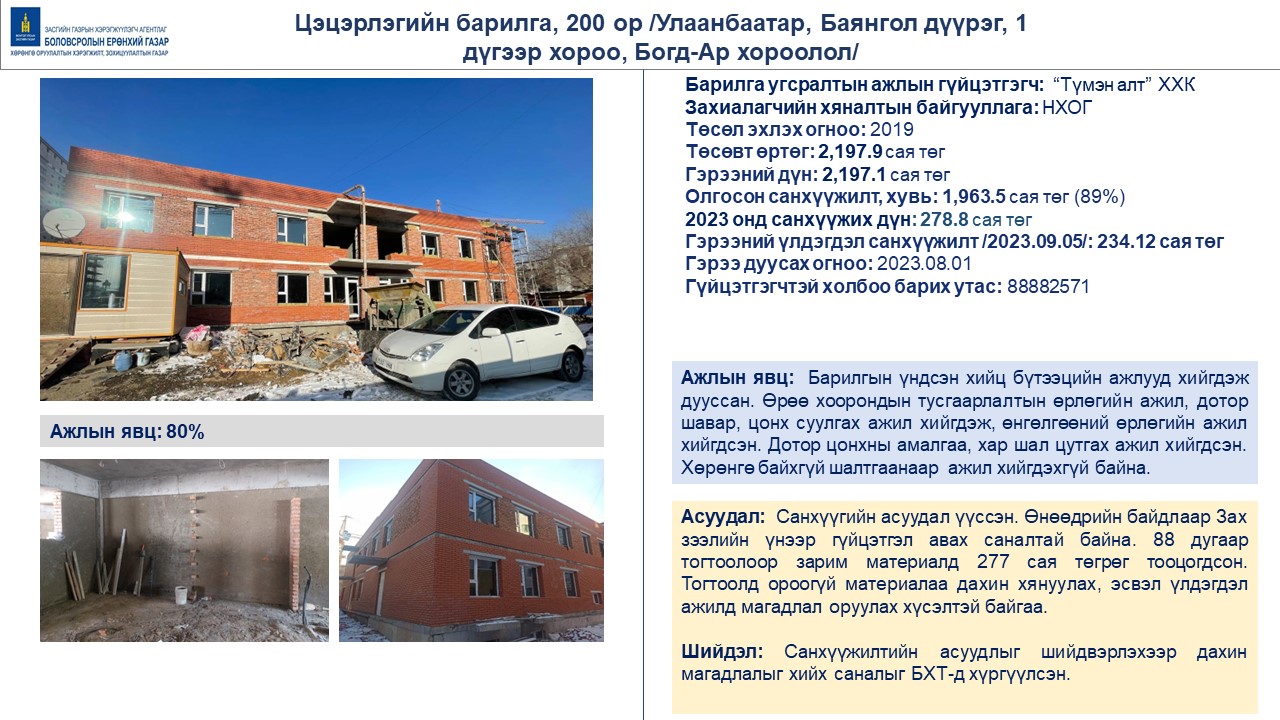 ЗАСГИЙН ГАЗРЫН ХЭРЭГЖҮҮЛЭГЧ АГЕНТЛАГ
БОЛОВСРОЛЫН ЕРӨНХИЙ ГАЗАР
ХӨРӨНГӨ ОРУУЛАЛТЫН ХЭРЭГЖИЛТ, ЗОХИЦУУЛАЛТЫН ГАЗАР
Цэцэрлэгийн барилга, 200 ор /Улаанбаатар, Баянгол дүүрэг, 1
дүгээр хороо, Богд-Ар хороолол/
Барилга угсралтын ажлын гүйцэтгэгч: “Түмэн алт” ХХК
Захиалагчийн хяналтын байгууллага: НХОГ
Төсөл эхлэх огноо: 2019
Төсөвт өртөг: 2,197.9 сая төг
Гэрээний дүн: 2,197.1 сая төг
Олгосон санхүүжилт, хувь: 1,963.5 сая төг (89%)
2023 онд санхүүжих дүн: 278.8 сая төг
Гэрээний үлдэгдэл санхүүжилт /2023.09.05/: 234.12 сая төг
Гэрээ дуусах огноо: 2023.08.01
Гүйцэтгэгчтэй холбоо барих утас: 88882571
Ажлын явц: 80%
Ажлын явц: Барилгын үндсэн хийц бүтээцийн ажлууд хийгдэж
дууссан. Өрөө хоорондын тусгаарлалтын өрлөгийн ажил, дотор
шавар, цонх суулгах ажил хийгдэж, өнгөлгөөний өрлөгийн ажил
хийгдсэн. Дотор цонхны амалгаа, хар шал цутгах ажил хийгдсэн.
Хөрөнгө байхгүй шалтгаанаар ажил хийгдэхгүй байна.
Асуудал: Санхүүгийн асуудал үүссэн. Өнөөдрийн байдлаар Зах
зээлийн үнээр гүйцэтгэл авах саналтай байна. 88 дугаар
тогтоолоор зарим материалд 277 сая төгрөг тооцогдсон.
Тогтоолд ороогүй материалаа дахин хянуулах, эсвэл үлдэгдэл
ажилд магадлал оруулах хүсэлтэй байгаа.
Шийдэл: Санхүүжилтийн асуудлыг шийдвэрлэхээр дахин
магадлалыг хийх саналыг БХТ-д хүргүүлсэн.